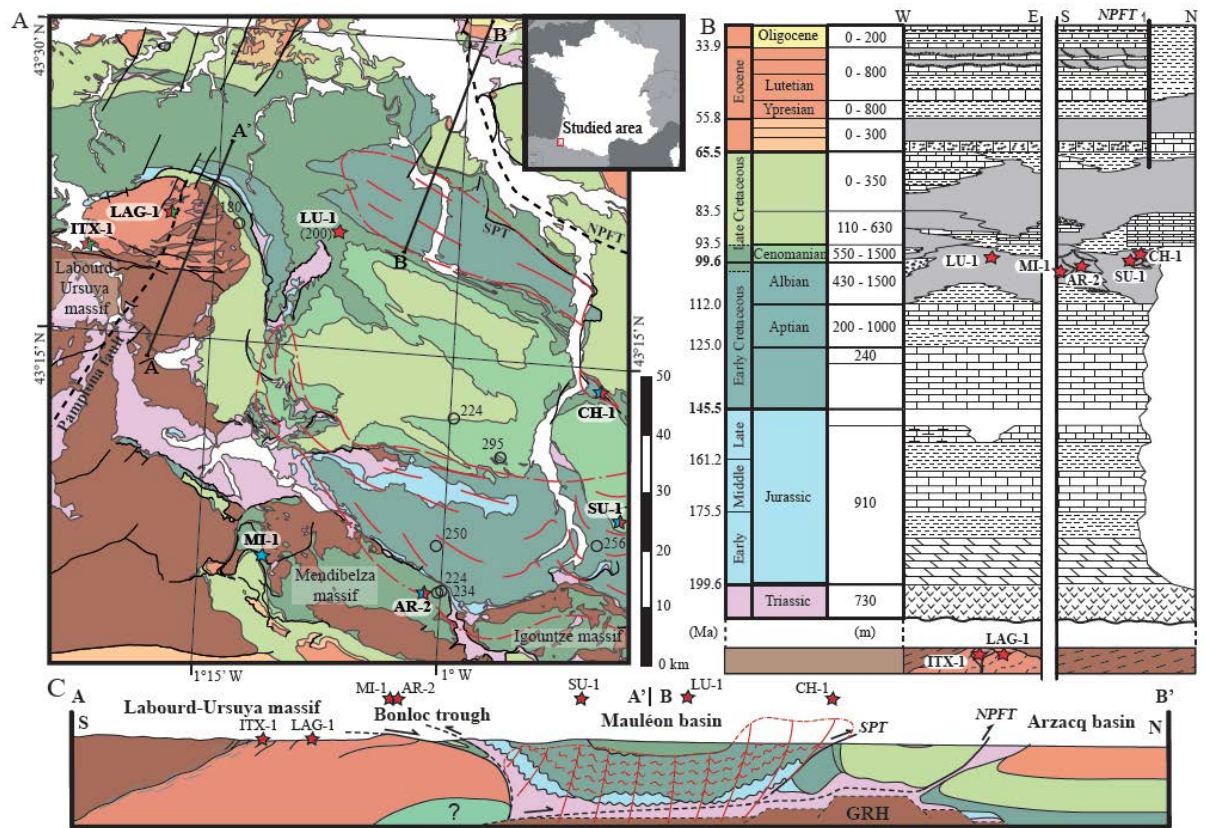 A
43°30’ N
43°15’ N
B
B
A’
A
Studied area
LAG-1
ITX-1
180
LU-1
(200)
SPT
NPFT
Labourd
Ursuya
massif
Pamplona fault
224
295
CH-1
SU-1
256
250
MI-1
Mendibelza
massif
224
234
AR-2
Igountze massif
1°15’ W
1° W
50
40
30
20
10
0 km
B
W
E
S
NPFT
N
33.9
Oligocene
0 - 200
Eocene
0 - 800
Lutetian
Ypresian
0 - 800
55.8
0 - 300
65.5
Late Cretaceous
0 - 350
83.5
110 - 630
93.5
Cenomanian
550 - 1500
99.6
Early Cretaceous
Albian
430 - 1500
112.0
Aptian
200 - 1000
125.0
240
145.5
Late
161.2
Middle
Jurassic
910
175.5
Early
199.6
Triassic
730
(Ma)
(m)
LU-1
MI-1
AR-2
SU-1
CH-1
LAG-1
ITX-1
C
A
S
Labourd-Ursuya massif
ITX-1
LAG-1
MI-1
AR-2
Bonloc trough
SU-1
A’
B
LU-1
Mauléon basin
CH-1
SPT
NPFT
Arzacq basin
B’
N
?
GRH